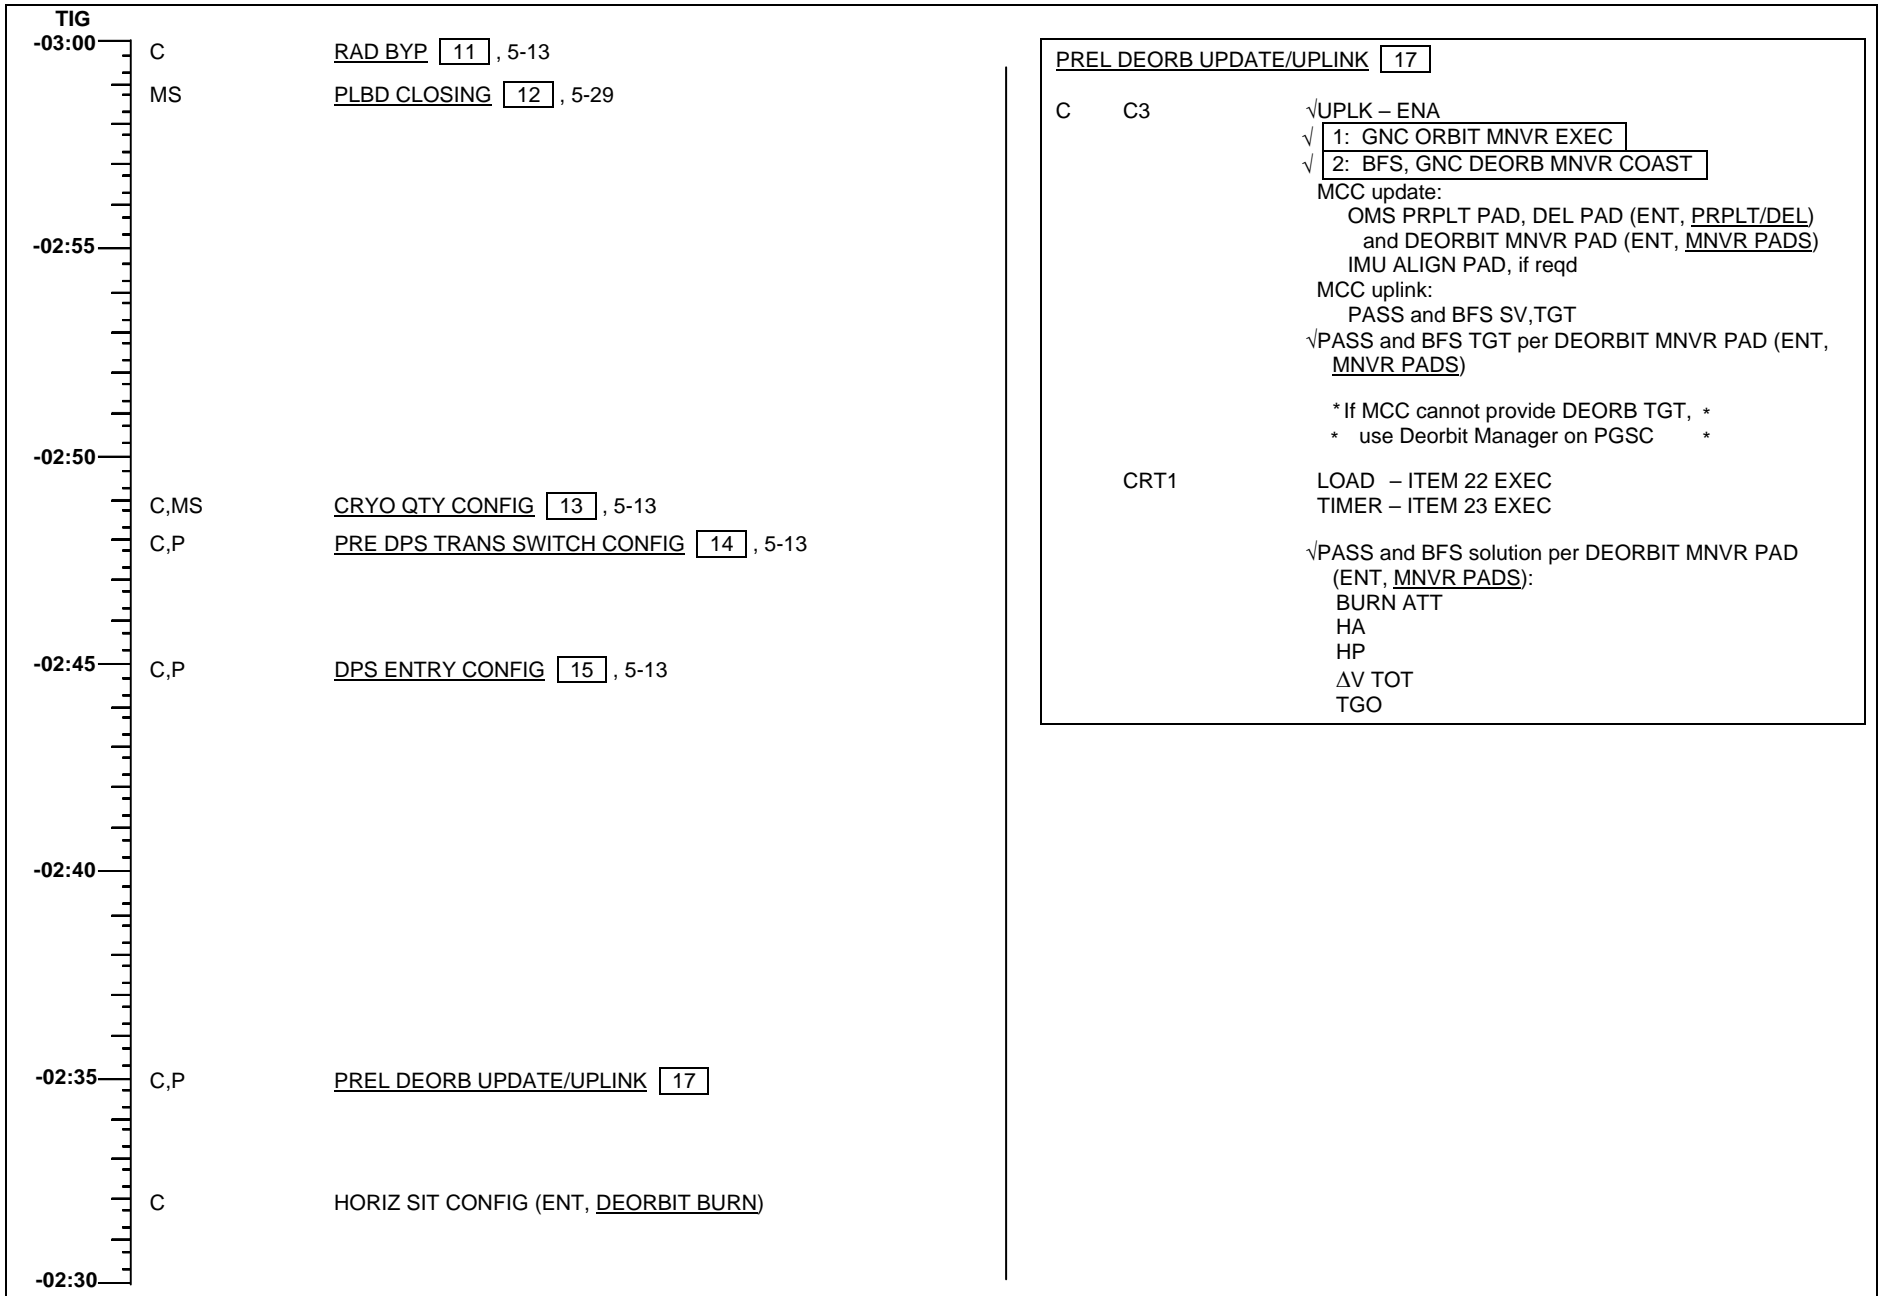 TIG
-03:00
C RAD BYP 11 , 5-13
MS PLBD CLOSING 12 , 5-29
-02:55
-02:50
C,MS CRYO QTY CONFIG 13 , 5-13
C,P PRE DPS TRANS SWITCH CONFIG 14 , 5-13
-02:45 C,P DPS ENTRY CONFIG 15 , 5-13
-02:40
-02:35 C,P PREL DEORB UPDATE/UPLINK 17
C HORIZ SIT CONFIG (ENT, DEORBIT BURN)
-02:30
PREL DEORB UPDATE/UPLINK 17
C C3 √UPLK – ENA
√ 1: GNC ORBIT MNVR EXEC
√ 2: BFS, GNC DEORB MNVR COAST
MCC update:
OMS PRPLT PAD, DEL PAD (ENT, PRPLT/DEL)
and DEORBIT MNVR PAD (ENT, MNVR PADS)
IMU ALIGN PAD, if reqd
MCC uplink:
PASS and BFS SV,TGT
√PASS and BFS TGT per DEORBIT MNVR PAD (ENT,
MNVR PADS)
* If MCC cannot provide DEORB TGT, *
* use Deorbit Manager on PGSC *
CRT1 LOAD – ITEM 22 EXEC
TIMER – ITEM 23 EXEC
√PASS and BFS solution per DEORBIT MNVR PAD
(ENT, MNVR PADS):
BURN ATT
HA
HP
ΔV TOT
TGO